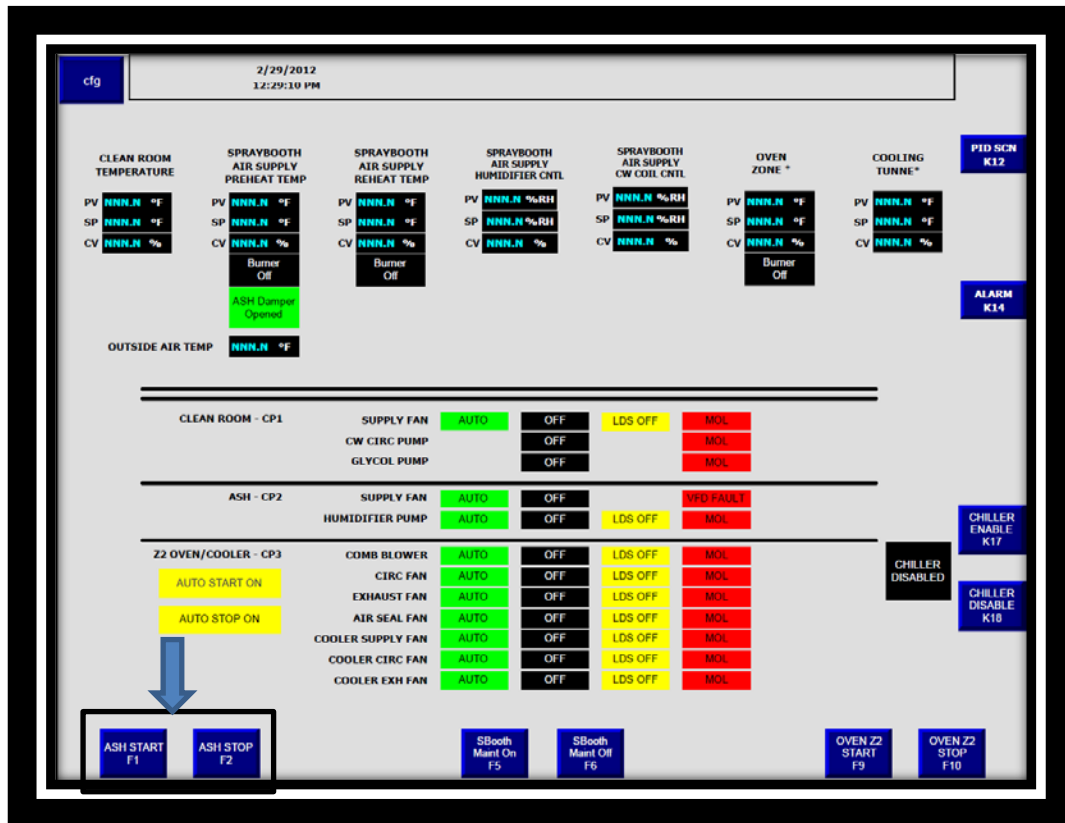 cfg
2/29/2012
12:29:10 PM
CLEAN ROOM
TEMPERATURE
PV NNN.N °F
SP NNN.N °F
CV NNN.N %
SPRAYBOOTH
AIR SUPPLY
PREHEAT TEMP
PV NNN.N °F
SP NNN.N °F
CV NNN.N %
Burner
Off
ASH Damper
Opened
SPRAYBOOTH
AIR SUPPLY
REHEAT TEMP
PV NNN.N °F
SP NNN.N °F
CV NNN.N %
Burner
Off
SPRAYBOOTH
AIR SUPPLY
HUMIDIFIER CNTL
PV NNN.N %RH
SP NNN.N %RH
CV NNN.N %
SPRAYBOOTH
AIR SUPPLY
CW COIL CNTL
PV NNN.N %RH
SP NNN.N %RH
CV NNN.N %
OVEN
ZONE *
PV NNN.N °F
SP NNN.N °F
CV NNN.N %
Burner
Off
COOLING
TUNNE*
PV NNN.N °F
SP NNN.N °F
CV NNN.N %
PID SCN
K12
ALARM
K14
OUTSIDE AIR TEMP NNN.N °F
CLEAN ROOM - CP1 SUPPLY FAN AUTO OFF LDS OFF MOL
CW CIRC PUMP OFF MOL
GLYCOL PUMP OFF MOL
ASH - CP2 SUPPLY FAN AUTO OFF VFD FAULT
HUMIDIFIER PUMP AUTO OFF LDS OFF MOL
Z2 OVEN/COOLER - CP3 COMB BLOWER AUTO OFF LDS OFF MOL
AUTO START ON CIRC FAN AUTO OFF LDS OFF MOL
EXHAUST FAN AUTO OFF LDS OFF MOL
AUTO STOP ON AIR SEAL FAN AUTO OFF LDS OFF MOL
COOLER SUPPLY FAN AUTO OFF LDS OFF MOL
COOLER CIRC FAN AUTO OFF LDS OFF MOL
COOLER EXH FAN AUTO OFF LDS OFF MOL
CHILLER
DISABLED
CHILLER
ENABLE
K17
CHILLER
DISABLE
K18
ASH START
F1
ASH STOP
F2
SBooth
Maint On
F5
SBooth
Maint Off
F6
OVEN Z2
START
F9
OVEN Z2
STOP
F10